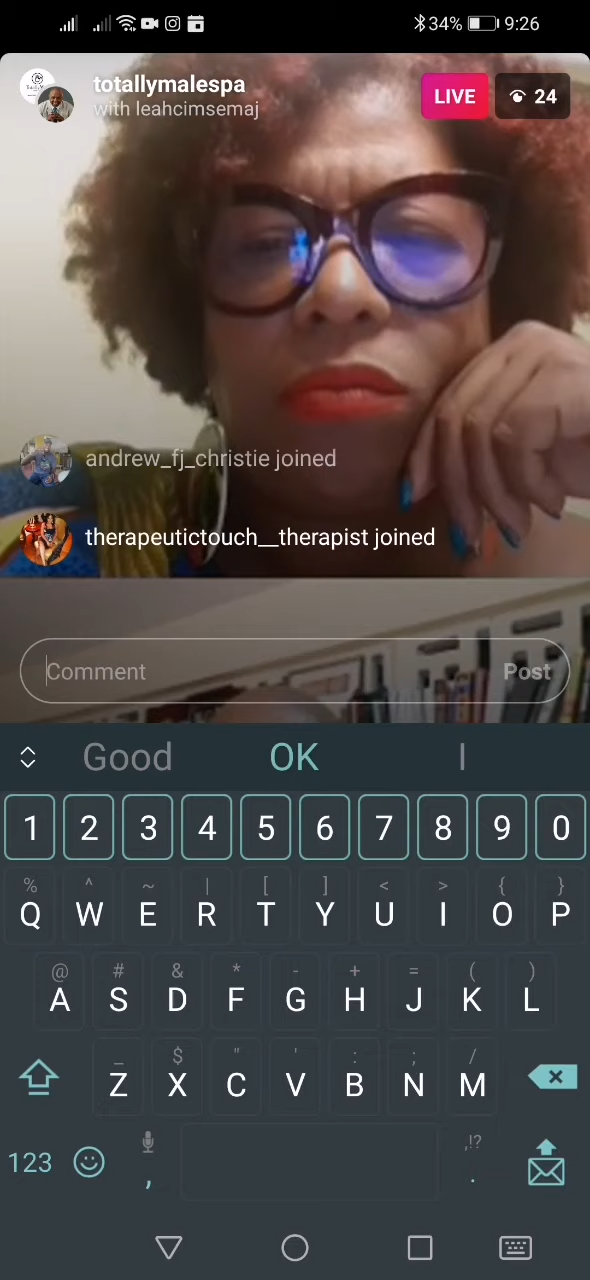 34% 9:26
totallymalespa
with leahcimsemaj
LIVE 24
andrew_fj_christie joined
therapeutictouch__therapist joined
Comment Post
Good OK I
1 2 3 4 5 6 7 8 9 0
% ^ ~ | [ ] < > { }
Q W E R T Y U I O P
@ # & * - + = ( )
A S D F G H J K L
_ $ " ' : ; /
Z X C V B N M
,!?
123 , .